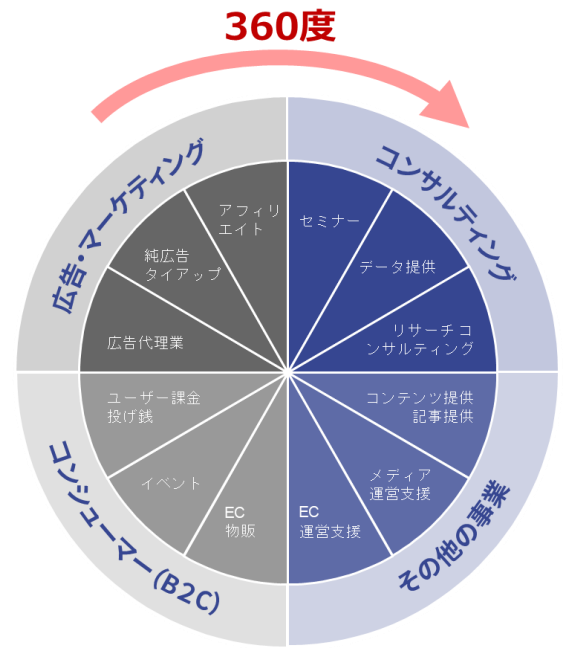 360度
広告・マーケティング
コンサルティング
アフィリ
エイト
セミナー
純広告
タイアップ
データ提供
広告代理業
リサーチコ
ンサルティング
ユーザー課金
投げ銭
コンテンツ提供
記事提供
イベント
メディア
運営支援
EC
物販
EC
運営支援
コンシューマー(B2C)
その他の事業